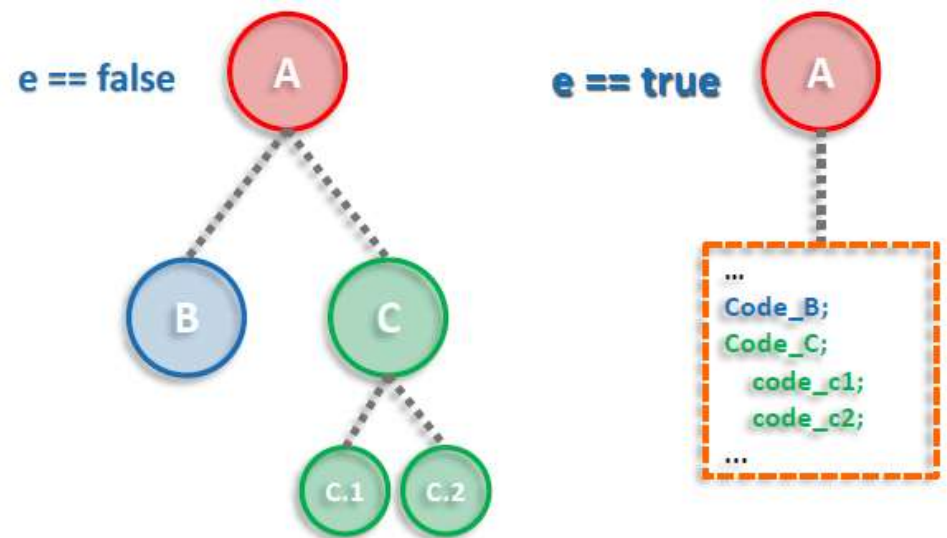 e == false
A
B
C
C.1
C.2
e == true
A
...
Code_B;
Code_C;
code_c1;
code_c2;
...